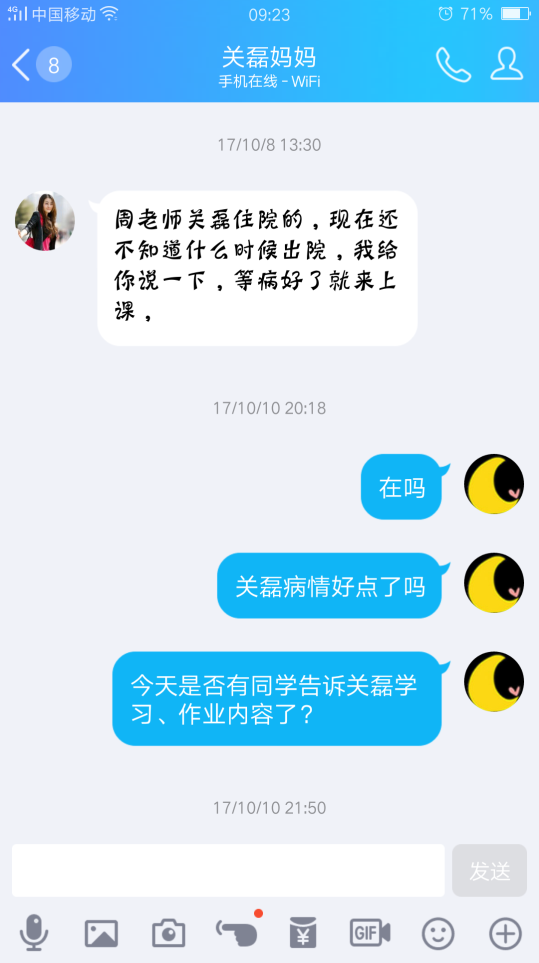 4G 中国移动 09:23 71%
8 关磊妈妈
手机在线 - WiFi
17/10/8 13:30
周老师关磊住院的，现在还
不知道什么时候出院，我给
你说一下，等病好了就来上
课，
17/10/10 20:18
在吗
关磊病情好点了吗
今天是否有同学告诉关磊学
习、作业内容了？
17/10/10 21:50
发送
¥ GIF